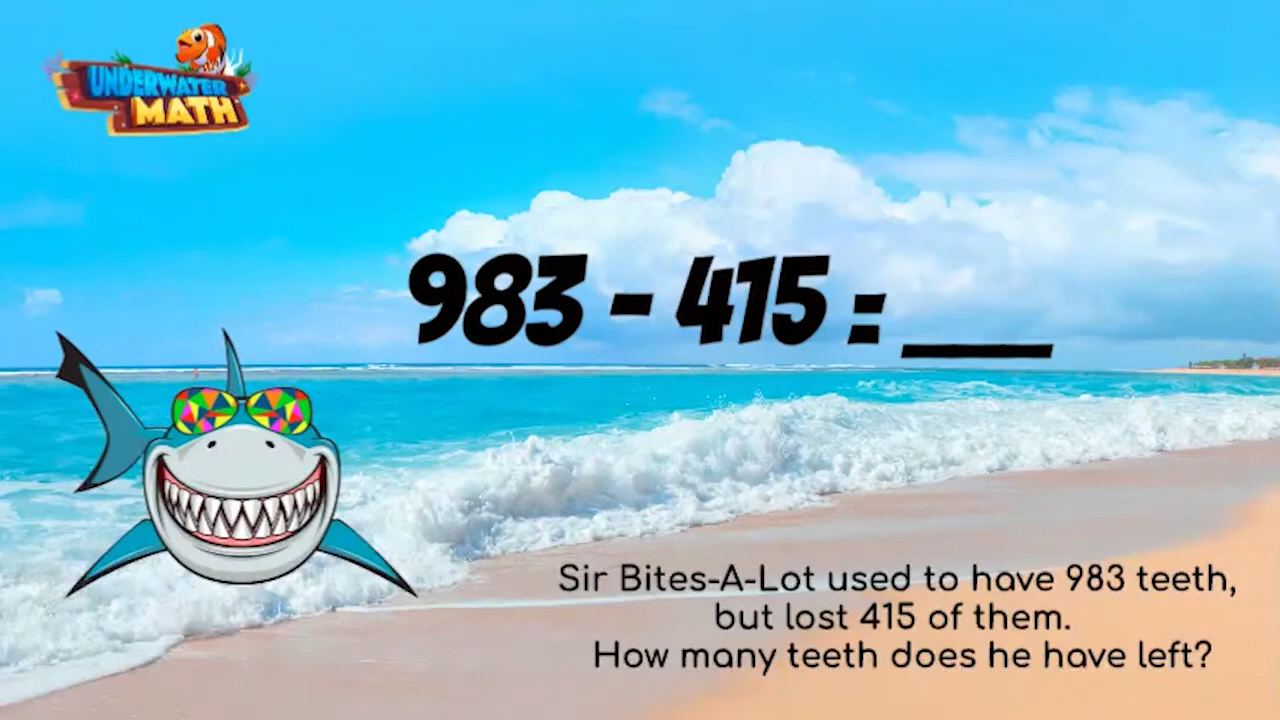 UNDERWATER
MATH
983 - 415 = ___
Sir Bites-A-Lot used to have 983 teeth,
but lost 415 of them.
How many teeth does he have left?